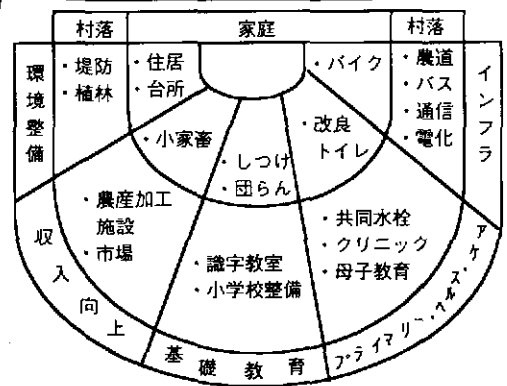 村落
家庭
村落
環境整備
・堤防
・植林
・住居
・台所
・バイク
・農道
・バス
・通信
・電化
インフラ
・小家畜
・しつけ
・団らん
・改良
トイレ
・農産加工
施設
・市場
・識字教室
・小学校整備
・共同水栓
・クリニック
・母子教育
収入向上
基礎教育
プライマリー・ヘルス・ケア